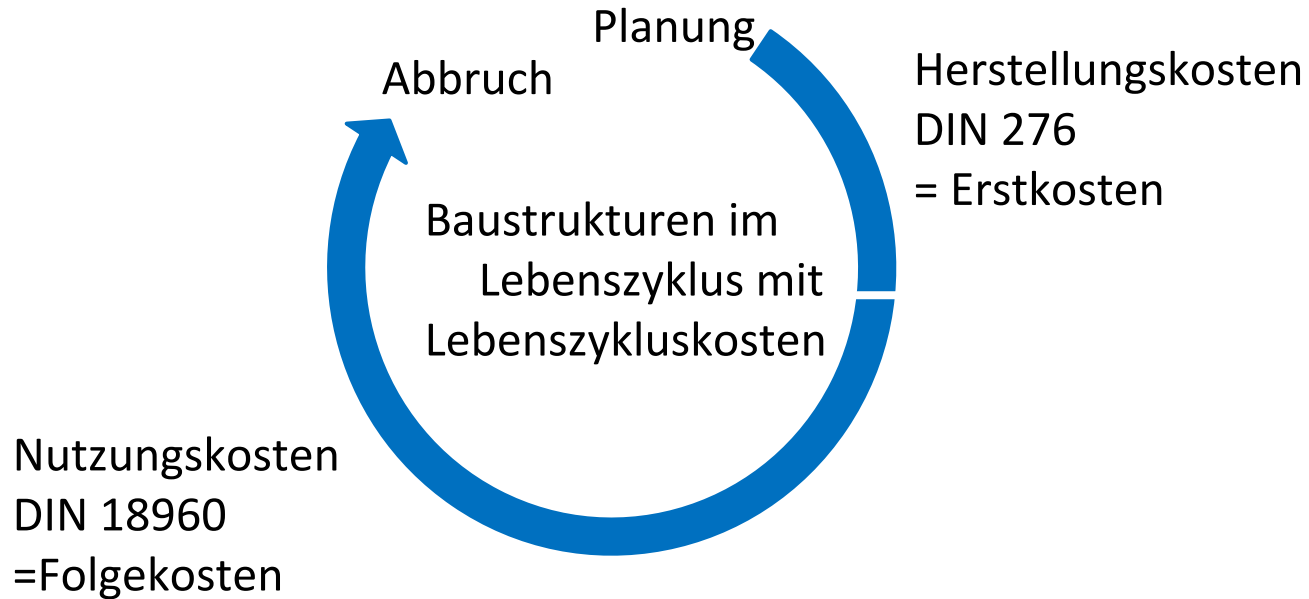 Planung
Abbruch
Herstellungskosten
DIN 276
= Erstkosten
Baustrukturen im
Lebenszyklus mit
Lebenszykluskosten
Nutzungskosten
DIN 18960
=Folgekosten